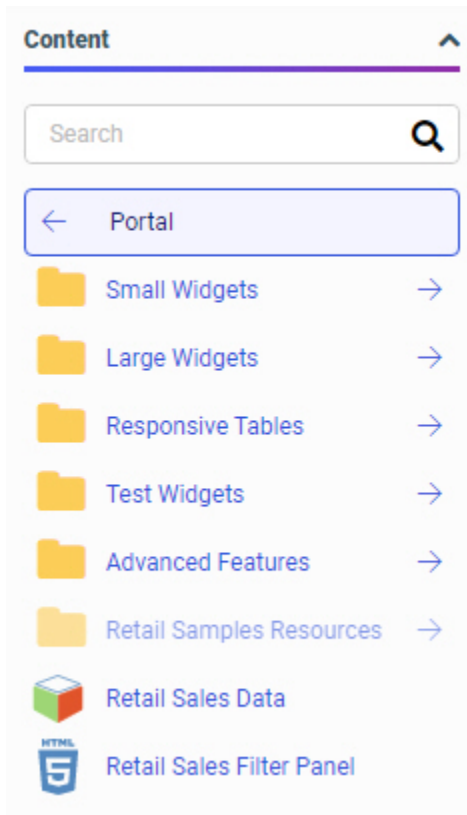 Content
Search
Portal
Small Widgets
Large Widgets
Responsive Tables
Test Widgets
Advanced Features
Retail Samples Resources
Retail Sales Data
HTML
5
Retail Sales Filter Panel